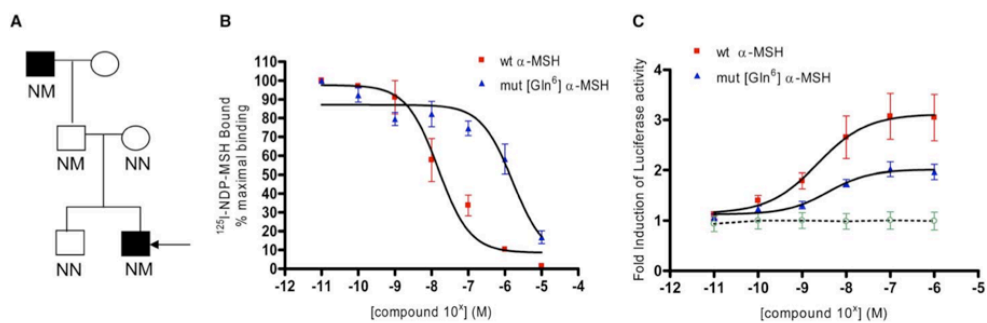 A
NM
NM
NN
NN
NM
B
wt α-MSH
mut [Gln⁶] α-MSH
¹²⁵I-NDP-MSH Bound
% maximal binding
110
100
90
80
70
60
50
40
30
20
10
0
-12 -11 -10 -9 -8 -7 -6 -5 -4
[compound 10ˣ] (M)
C
wt α-MSH
mut [Gln⁶] α-MSH
Fold Induction of Luciferase activity
4
3
2
1
0
-12 -11 -10 -9 -8 -7 -6 -5
[compound 10ˣ] (M)